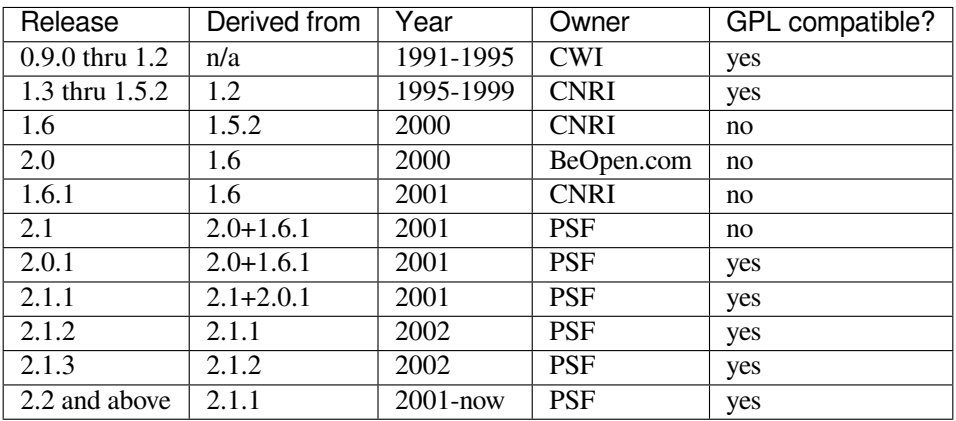 Release Derived from Year Owner GPL compatible?
0.9.0 thru 1.2 n/a 1991-1995 CWI yes
1.3 thru 1.5.2 1.2 1995-1999 CNRI yes
1.6 1.5.2 2000 CNRI no
2.0 1.6 2000 BeOpen.com no
1.6.1 1.6 2001 CNRI no
2.1 2.0+1.6.1 2001 PSF no
2.0.1 2.0+1.6.1 2001 PSF yes
2.1.1 2.1+2.0.1 2001 PSF yes
2.1.2 2.1.1 2002 PSF yes
2.1.3 2.1.2 2002 PSF yes
2.2 and above 2.1.1 2001-now PSF yes